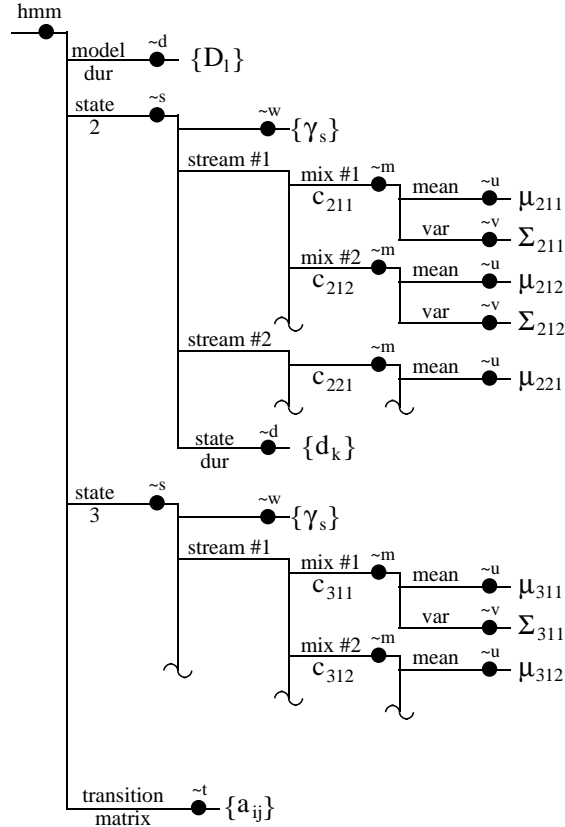 hmm
model ~d {D_l}
dur
state ~s
2
~w {γ_s}
stream #1
mix #1 ~m
c_211
mean ~u μ_211
var ~v Σ_211
mix #2 ~m
c_212
mean ~u μ_212
var ~v Σ_212
stream #2
~m
c_221
mean ~u μ_221
state ~d {d_k}
dur
state ~s
3
~w {γ_s}
stream #1
mix #1 ~m
c_311
mean ~u μ_311
var ~v Σ_311
mix #2 ~m
c_312
mean ~u μ_312
transition ~t {a_ij}
matrix